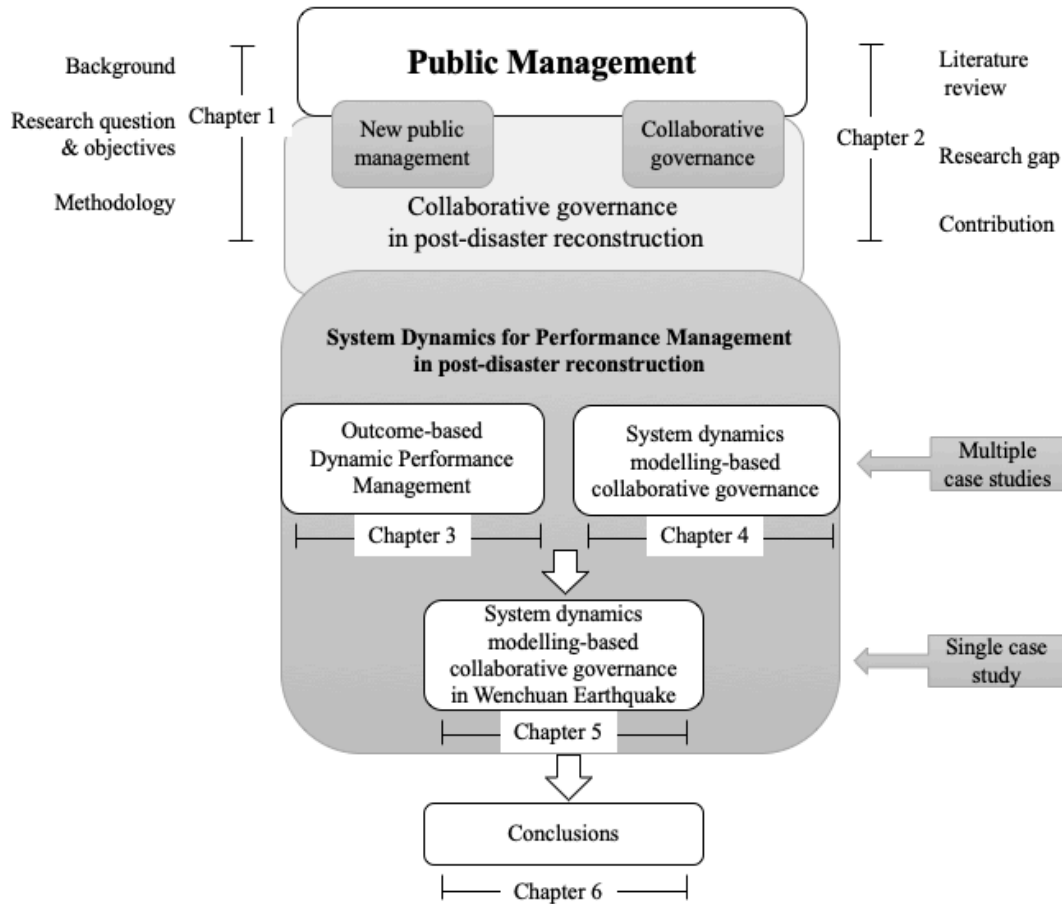 Public Management
Background
Research question
& objectives
Methodology
Chapter 1
New public
management
Collaborative
governance
Collaborative governance
in post-disaster reconstruction
Chapter 2
Literature
review
Research gap
Contribution
System Dynamics for Performance Management
in post-disaster reconstruction
Outcome-based
Dynamic Performance
Management
System dynamics
modelling-based
collaborative governance
Multiple
case studies
Chapter 3
Chapter 4
System dynamics
modelling-based
collaborative governance
in Wenchuan Earthquake
Single case
study
Chapter 5
Conclusions
Chapter 6